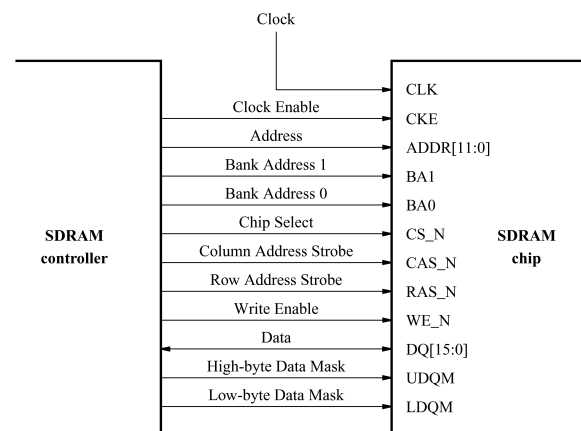 Clock
CLK
Clock Enable
CKE
Address
ADDR[11:0]
Bank Address 1
BA1
Bank Address 0
BA0
Chip Select
CS_N
SDRAM
controller
SDRAM
chip
Column Address Strobe
CAS_N
Row Address Strobe
RAS_N
Write Enable
WE_N
Data
DQ[15:0]
High-byte Data Mask
UDQM
Low-byte Data Mask
LDQM